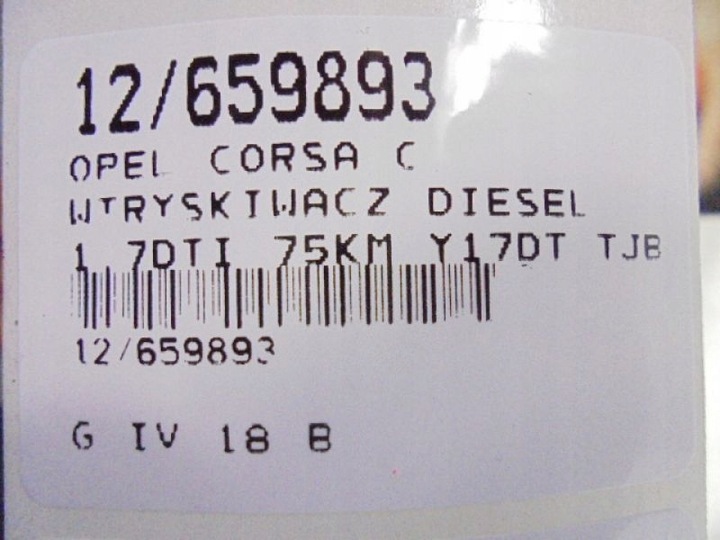 12/659893
OPEL CORSA C
WTRYSKIWACZ DIESEL
1.7DTI 75KM Y17DT TJB
12/659893
G IV 18 B